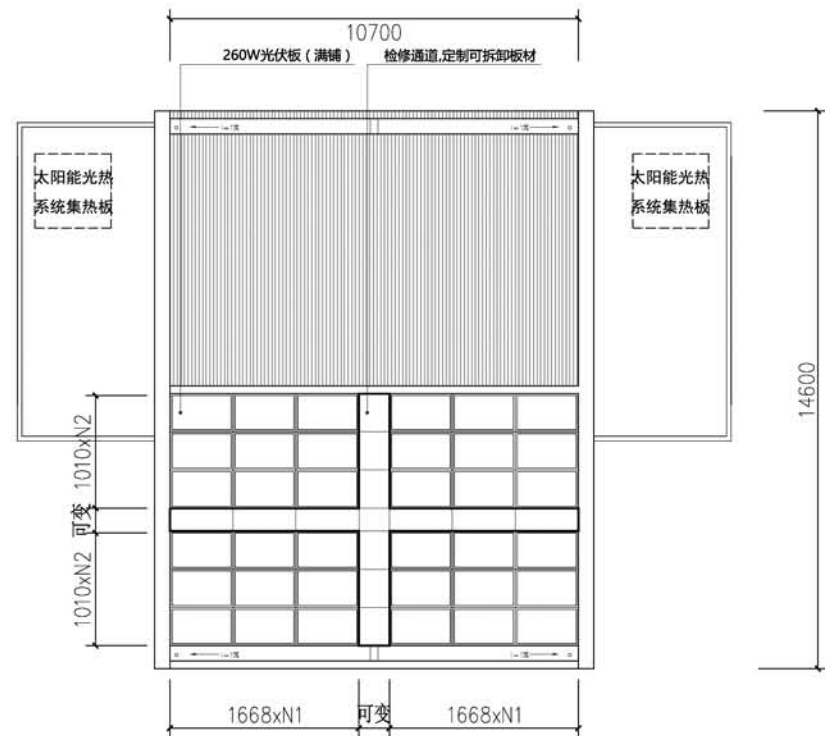 10700
260W光伏板（满铺） 检修通道,定制可拆卸板材
太阳能光热
系统集热板
太阳能光热
系统集热板
14600
1010xN2
可变
1010xN2
1668xN1
可变
1668xN1